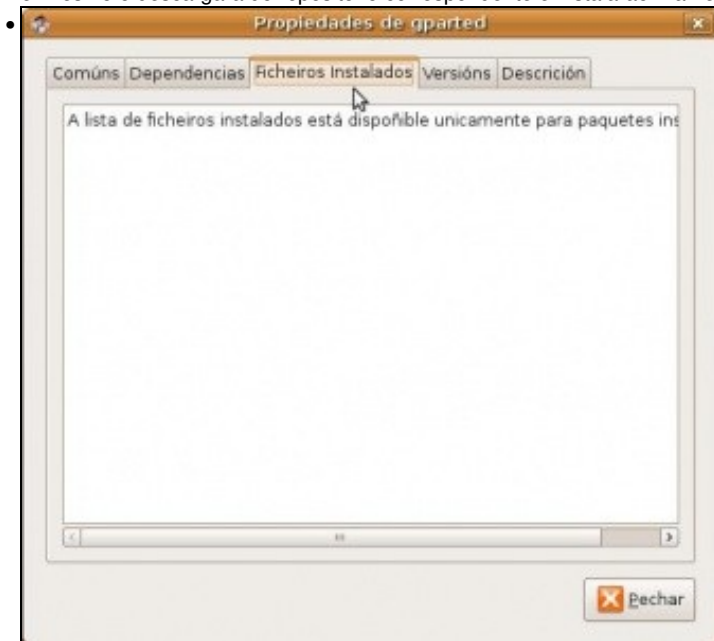 Propiedades de gparted
Comúns Dependencias Ficheiros Instalados Versións Descrición
A lista de ficheiros instalados está dispoñible unicamente para paquetes ins
Pechar